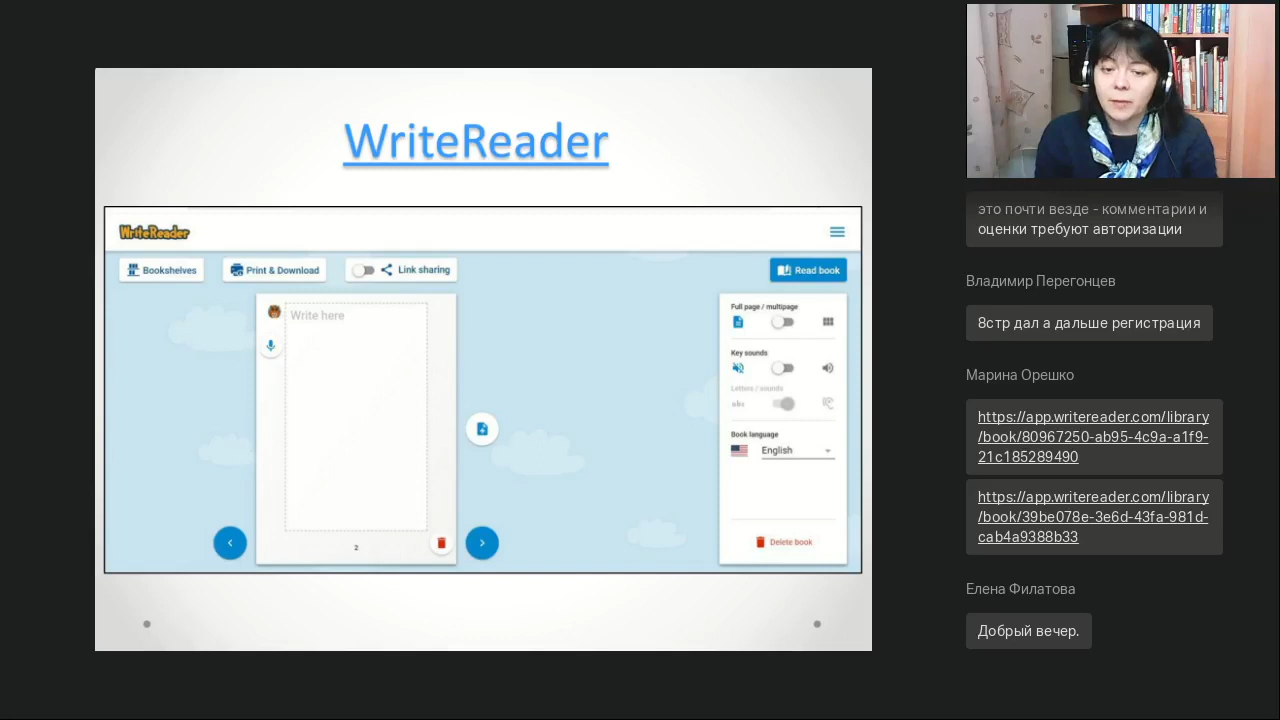 WriteReader
WriteReader
Bookshelves
Print & Download
Link sharing
Read book
Write here
2
Full page / multipage
Key sounds
Letters / sounds
abc
Book language
English
Delete book
это почти везде - комментарии и
оценки требуют авторизации
Владимир Перегонцев
8стр дал а дальше регистрация
Марина Орешко
https://app.writereader.com/library
/book/80967250-ab95-4c9a-a1f9-
21c185289490
https://app.writereader.com/library
/book/39be078e-3e6d-43fa-981d-
cab4a9388b33
Елена Филатова
Добрый вечер.